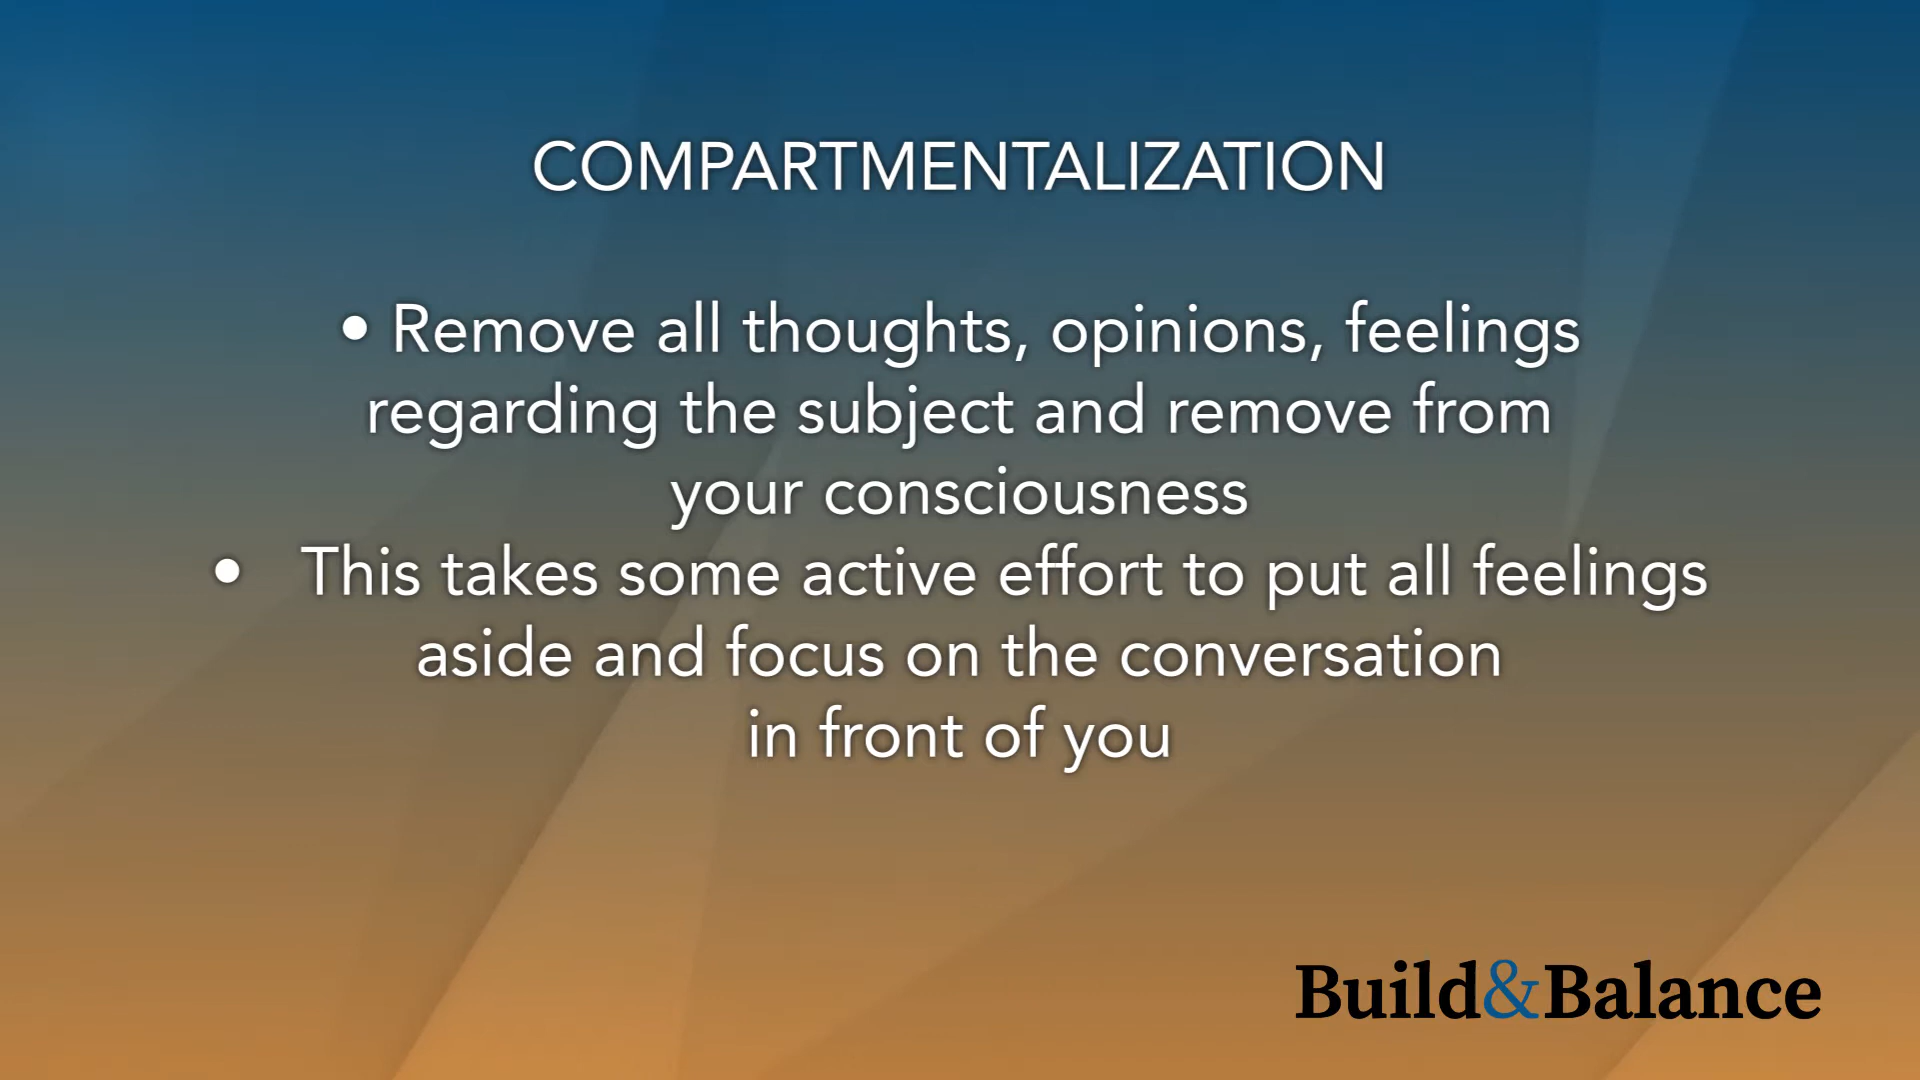 COMPARTMENTALIZATION
• Remove all thoughts, opinions, feelings
regarding the subject and remove from
your consciousness
• This takes some active effort to put all feelings
aside and focus on the conversation
in front of you
Build&Balance